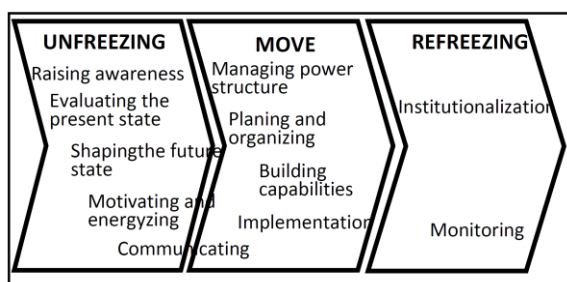 UNFREEZING
Raising awareness
Evaluating the
present state
Shapingthe future
state
Motivating and
energyzing
Communicating
MOVE
Managing power
structure
Planing and
organizing
Building
capabilities
Implementation
REFREEZING
Institutionalization
Monitoring